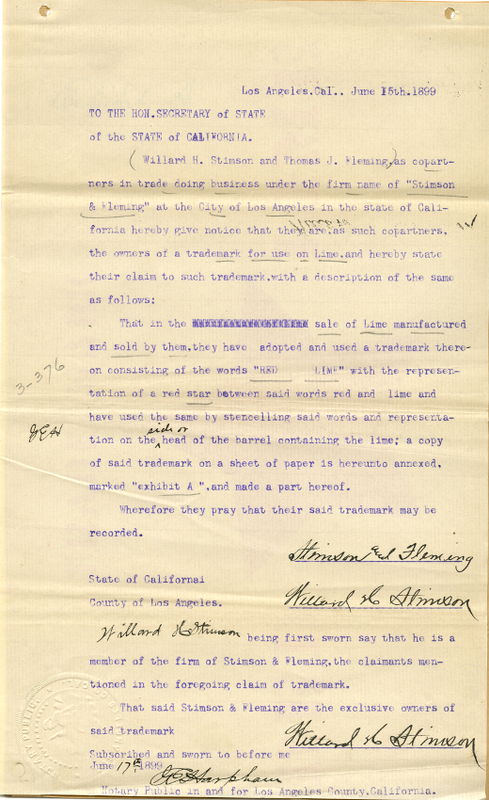 Los Angeles.Cal.. June 15th.1899
TO THE HON.SECRETARY of STATE
of the STATE of CALIFORNIA.
( Willard H. Stimson and Thomas J. Fleming,)as copart-
ners in trade doing business under the firm name of "Stimson
& Fleming" at the City of Los Angeles in the state of Cali-
fornia hereby give notice that they are,as such copartners,
the owners of a trademark for use on Lime,and hereby state
their claim to such trademark,with a description of the same
as follows:
That in the sale of Lime manufactured
and sold by them,they have adopted and used a trademark there-
on consisting of the words "RED LIME" with the represen-
tation of a red star between said words red and lime and
3-376
have used the same by stencelling said words and representa-
side or
tion on the head of the barrel containing the lime; a copy
of said trademark on a sheet of paper is hereunto annexed,
marked "exhibit A ",and made a part hereof.
Wherefore they pray that their said trademark may be
recorded.
Stimson and Fleming
State of Californai
Willard H Stimson
County of Los Angeles.
Willard H Stimson being first sworn say that he is a
member of the firm of Stimson & Fleming,the claimants men-
tioned in the foregoing claim of trademark.
That said Stimson & Fleming are the exclusive owners of
said trademark
Willard H Stimson
Subscribed and sworn to before me
June 17th 1899
Harpham
Notary Public in and for Los Angeles County.California.